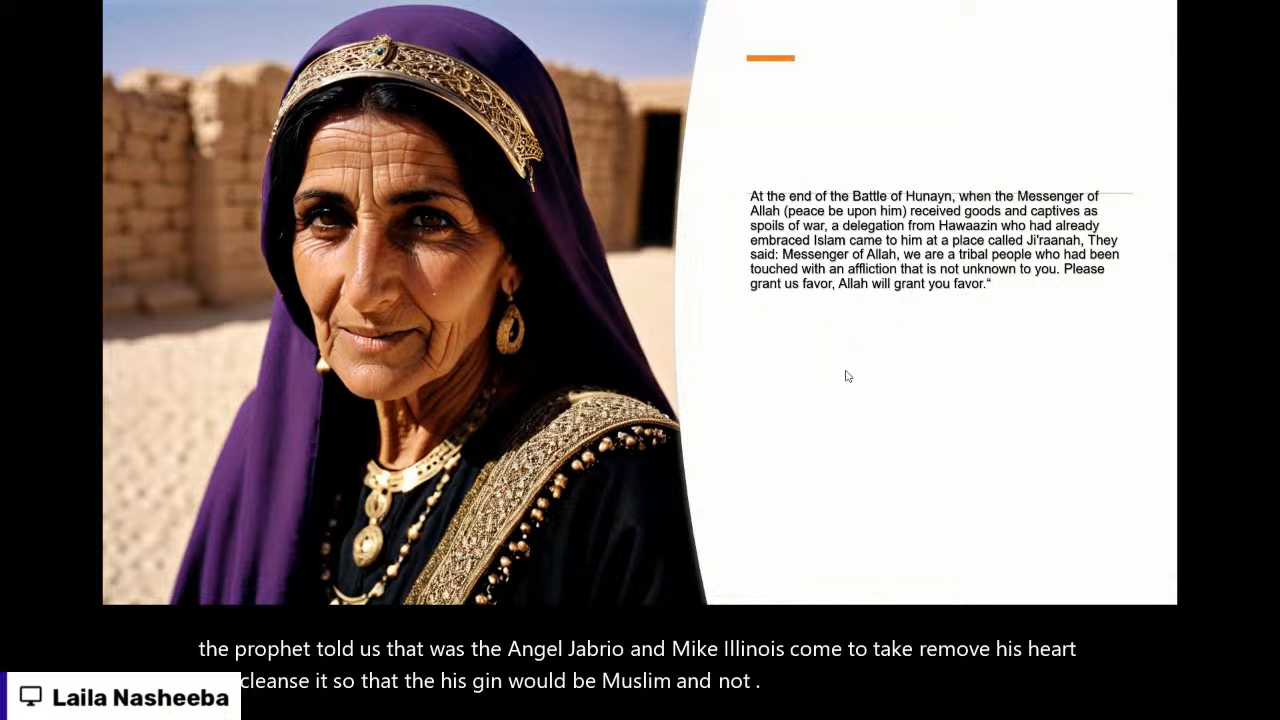 At the end of the Battle of Hunayn, when the Messenger of
Allah (peace be upon him) received goods and captives as
spoils of war, a delegation from Hawaazin who had already
embraced Islam came to him at a place called Ji'raanah, They
said: Messenger of Allah, we are a tribal people who had been
touched with an affliction that is not unknown to you. Please
grant us favor, Allah will grant you favor.“
the prophet told us that was the Angel Jabrio and Mike Illinois come to take remove his heart
cleanse it so that the his gin would be Muslim and not .
Laila Nasheeba